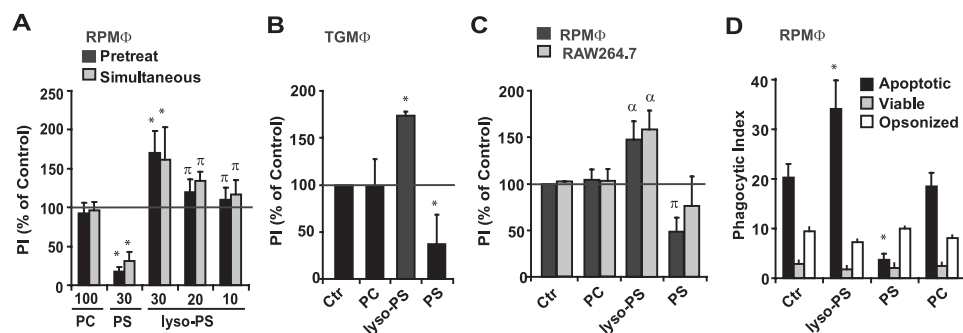 A
RPMΦ
Pretreat
Simultaneous
PI (% of Control)
250
200
150
100
50
0
* * * * * * π π π π
100 30 30 20 10
PC PS lyso-PS
B
TGMΦ
PI (% of Control)
200
150
100
50
0
* *
Ctr PC lyso-PS PS
C
RPMΦ
RAW264.7
PI (% of Control)
200
150
100
50
0
α α π
Ctr PC lyso-PS PS
D
RPMΦ
Apoptotic
Viable
Opsonized
Phagocytic Index
40
30
20
10
0
* *
Ctr lyso-PS PS PC